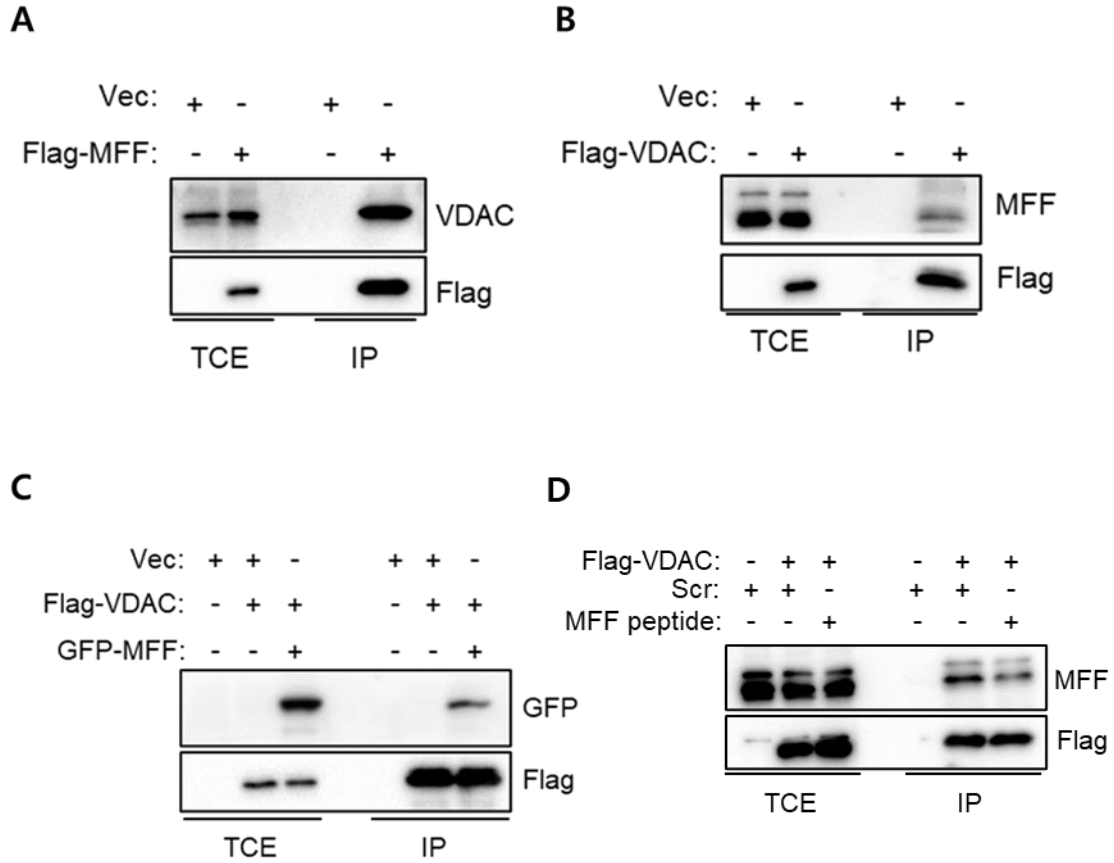 A
Vec: + - + -
Flag-MFF: - + - +
VDAC
Flag
TCE IP
B
Vec: + - + -
Flag-VDAC: - + - +
MFF
Flag
TCE IP
C
Vec: + + - + + -
Flag-VDAC: - + + - + +
GFP-MFF: - - + - - +
GFP
Flag
TCE IP
D
Flag-VDAC: - + + - + +
Scr: + + - + + -
MFF peptide: - - + - - +
MFF
Flag
TCE IP